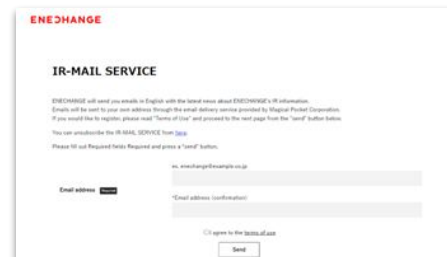 ENECHANGE
IR-MAIL SERVICE
ENECHANGE will send you emails in English with the latest news about ENECHANGE's IR information.
Emails will be sent to your own address through the email delivery service provided by Magical Pocket Corporation.
If you would like to register, please read "Terms of Use" and proceed to the next page from the "send" button below.
You can unsubscribe the IR-MAIL SERVICE from here.
Please fill out Required fields Required and press a "send" button.
ex. enechange@example.co.jp
Email address Required
*Email address (confirmation)
I agree to the terms of use
Send